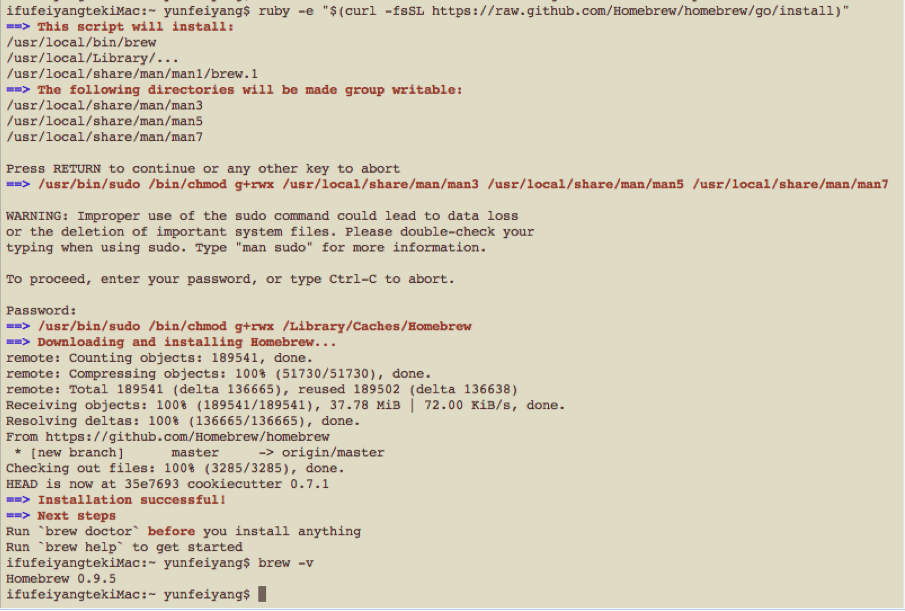 ifufeiyangtekiMac:~ yunfeiyang$ ruby -e "$(curl -fsSL https://raw.github.com/Homebrew/homebrew/go/install)"
==> This script will install:
/usr/local/bin/brew
/usr/local/Library/...
/usr/local/share/man/man1/brew.1
==> The following directories will be made group writable:
/usr/local/share/man/man3
/usr/local/share/man/man5
/usr/local/share/man/man7
Press RETURN to continue or any other key to abort
==> /usr/bin/sudo /bin/chmod g+rwx /usr/local/share/man/man3 /usr/local/share/man/man5 /usr/local/share/man/man7
WARNING: Improper use of the sudo command could lead to data loss
or the deletion of important system files. Please double-check your
typing when using sudo. Type "man sudo" for more information.
To proceed, enter your password, or type Ctrl-C to abort.
Password:
==> /usr/bin/sudo /bin/chmod g+rwx /Library/Caches/Homebrew
==> Downloading and installing Homebrew...
remote: Counting objects: 189541, done.
remote: Compressing objects: 100% (51730/51730), done.
remote: Total 189541 (delta 136665), reused 189502 (delta 136638)
Receiving objects: 100% (189541/189541), 37.78 MiB | 72.00 KiB/s, done.
Resolving deltas: 100% (136665/136665), done.
From https://github.com/Homebrew/homebrew
 * [new branch]      master     -> origin/master
Checking out files: 100% (3285/3285), done.
HEAD is now at 35e7693 cookiecutter 0.7.1
==> Installation successful!
==> Next steps
Run `brew doctor` before you install anything
Run `brew help` to get started
ifufeiyangtekiMac:~ yunfeiyang$ brew -v
Homebrew 0.9.5
ifufeiyangtekiMac:~ yunfeiyang$